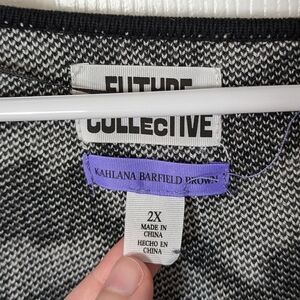 FUTURE
COLLECTIVE
KAHLANA BARFIELD BROWN
2X
MADE IN
CHINA
HECHO EN
CHINA